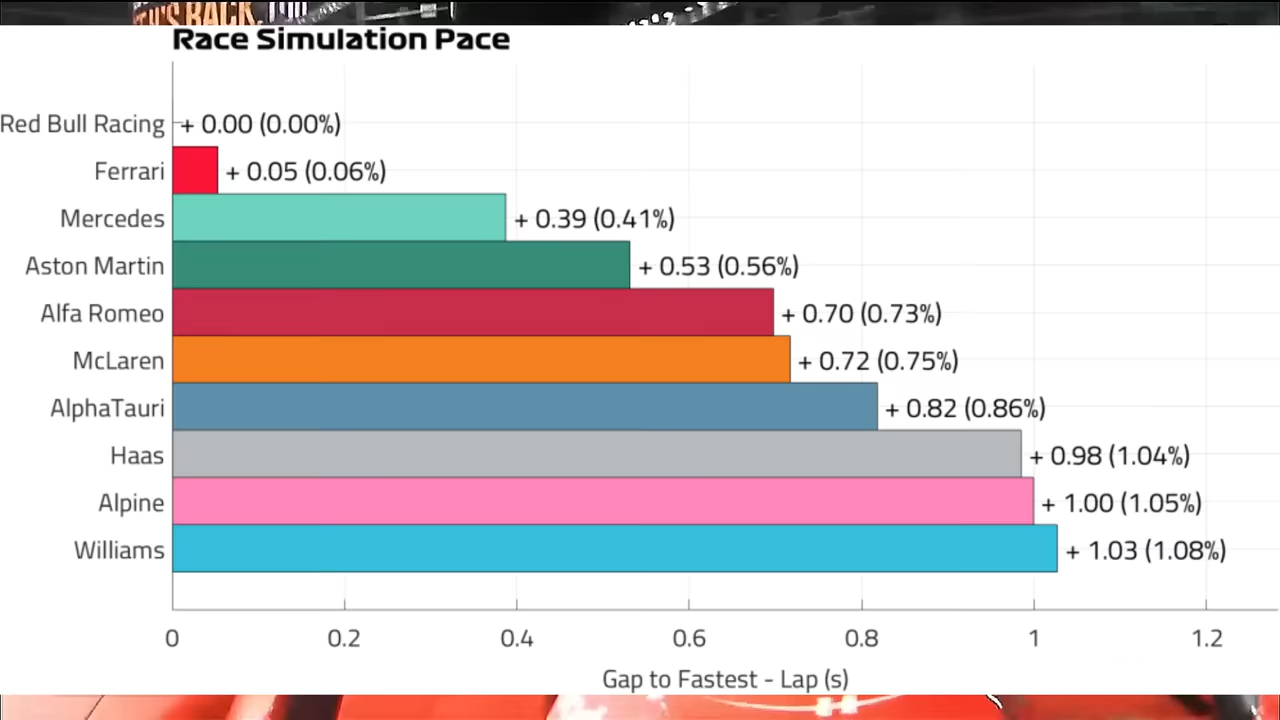 IT'S BACK.
Race Simulation Pace
Red Bull Racing + 0.00 (0.00%)
Ferrari + 0.05 (0.06%)
Mercedes + 0.39 (0.41%)
Aston Martin + 0.53 (0.56%)
Alfa Romeo + 0.70 (0.73%)
McLaren + 0.72 (0.75%)
AlphaTauri + 0.82 (0.86%)
Haas + 0.98 (1.04%)
Alpine + 1.00 (1.05%)
Williams + 1.03 (1.08%)
0 0.2 0.4 0.6 0.8 1 1.2
Gap to Fastest - Lap (s)